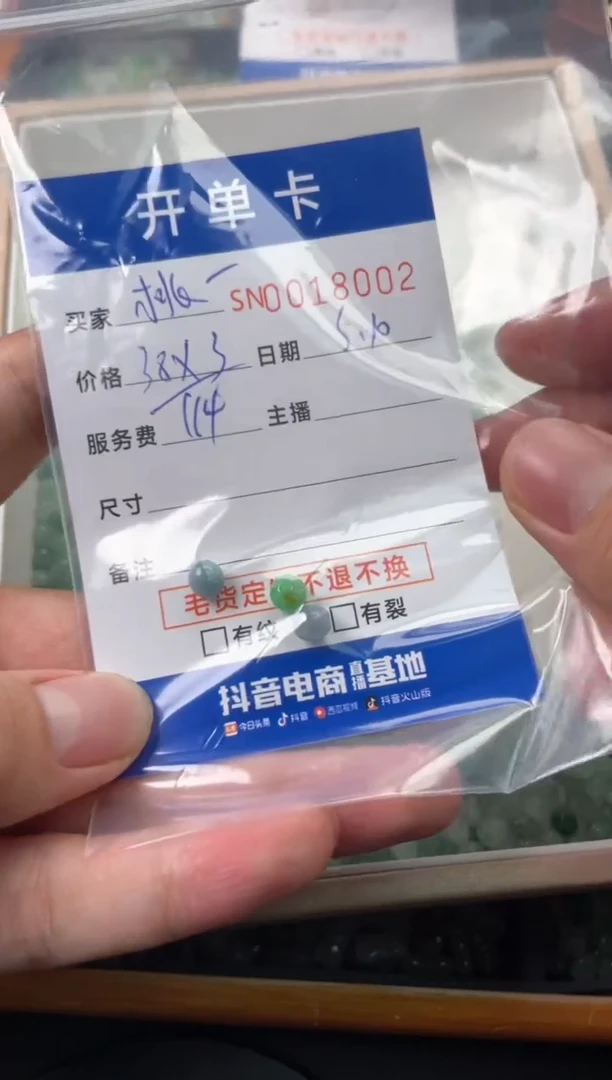 开单卡
买家 SN0018002
价格 38×3 日期 5.10
114
服务费 主播
尺寸
备注
毛货定 不退不换
□有纹 □有裂
抖音电商直播基地
今日头条 抖音 西瓜视频 抖音火山版